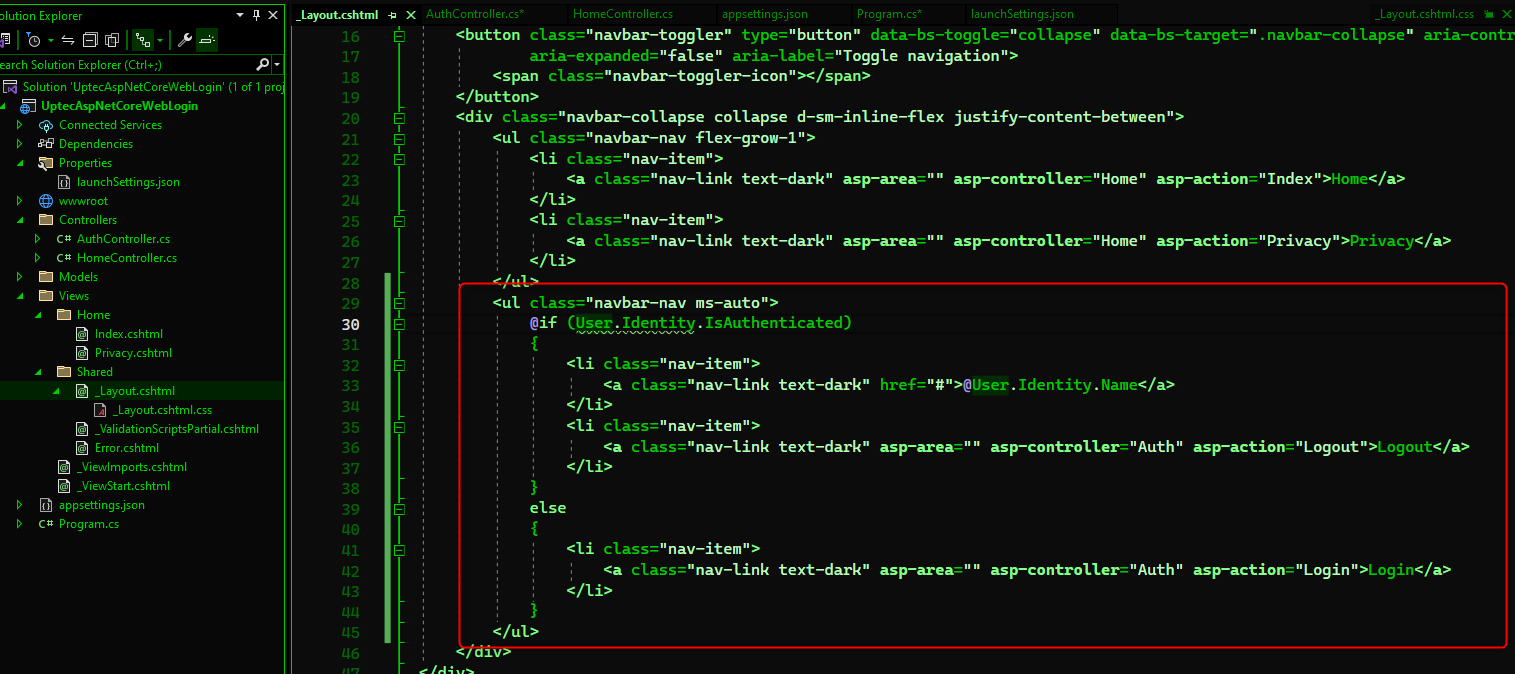 olution Explorer
earch Solution Explorer (Ctrl+;)
Solution 'UptecAspNetCoreWebLogin' (1 of 1 proj
UptecAspNetCoreWebLogin
Connected Services
Dependencies
Properties
launchSettings.json
wwwroot
Controllers
C# AuthController.cs
C# HomeController.cs
Models
Views
Home
Index.cshtml
Privacy.cshtml
Shared
_Layout.cshtml
_Layout.cshtml.css
_ValidationScriptsPartial.cshtml
Error.cshtml
_ViewImports.cshtml
_ViewStart.cshtml
appsettings.json
C# Program.cs
_Layout.cshtml AuthController.cs* HomeController.cs appsettings.json Program.cs* launchSettings.json _Layout.cshtml.css
16 <button class="navbar-toggler" type="button" data-bs-toggle="collapse" data-bs-target=".navbar-collapse" aria-contr
17 aria-expanded="false" aria-label="Toggle navigation">
18 <span class="navbar-toggler-icon"></span>
19 </button>
20 <div class="navbar-collapse collapse d-sm-inline-flex justify-content-between">
21 <ul class="navbar-nav flex-grow-1">
22 <li class="nav-item">
23 <a class="nav-link text-dark" asp-area="" asp-controller="Home" asp-action="Index">Home</a>
24 </li>
25 <li class="nav-item">
26 <a class="nav-link text-dark" asp-area="" asp-controller="Home" asp-action="Privacy">Privacy</a>
27 </li>
28 </ul>
29 <ul class="navbar-nav ms-auto">
30 @if (User.Identity.IsAuthenticated)
31 {
32 <li class="nav-item">
33 <a class="nav-link text-dark" href="#">@User.Identity.Name</a>
34 </li>
35 <li class="nav-item">
36 <a class="nav-link text-dark" asp-area="" asp-controller="Auth" asp-action="Logout">Logout</a>
37 </li>
38 }
39 else
40 {
41 <li class="nav-item">
42 <a class="nav-link text-dark" asp-area="" asp-controller="Auth" asp-action="Login">Login</a>
43 </li>
44 }
45 </ul>
46 </div>
47 </div>